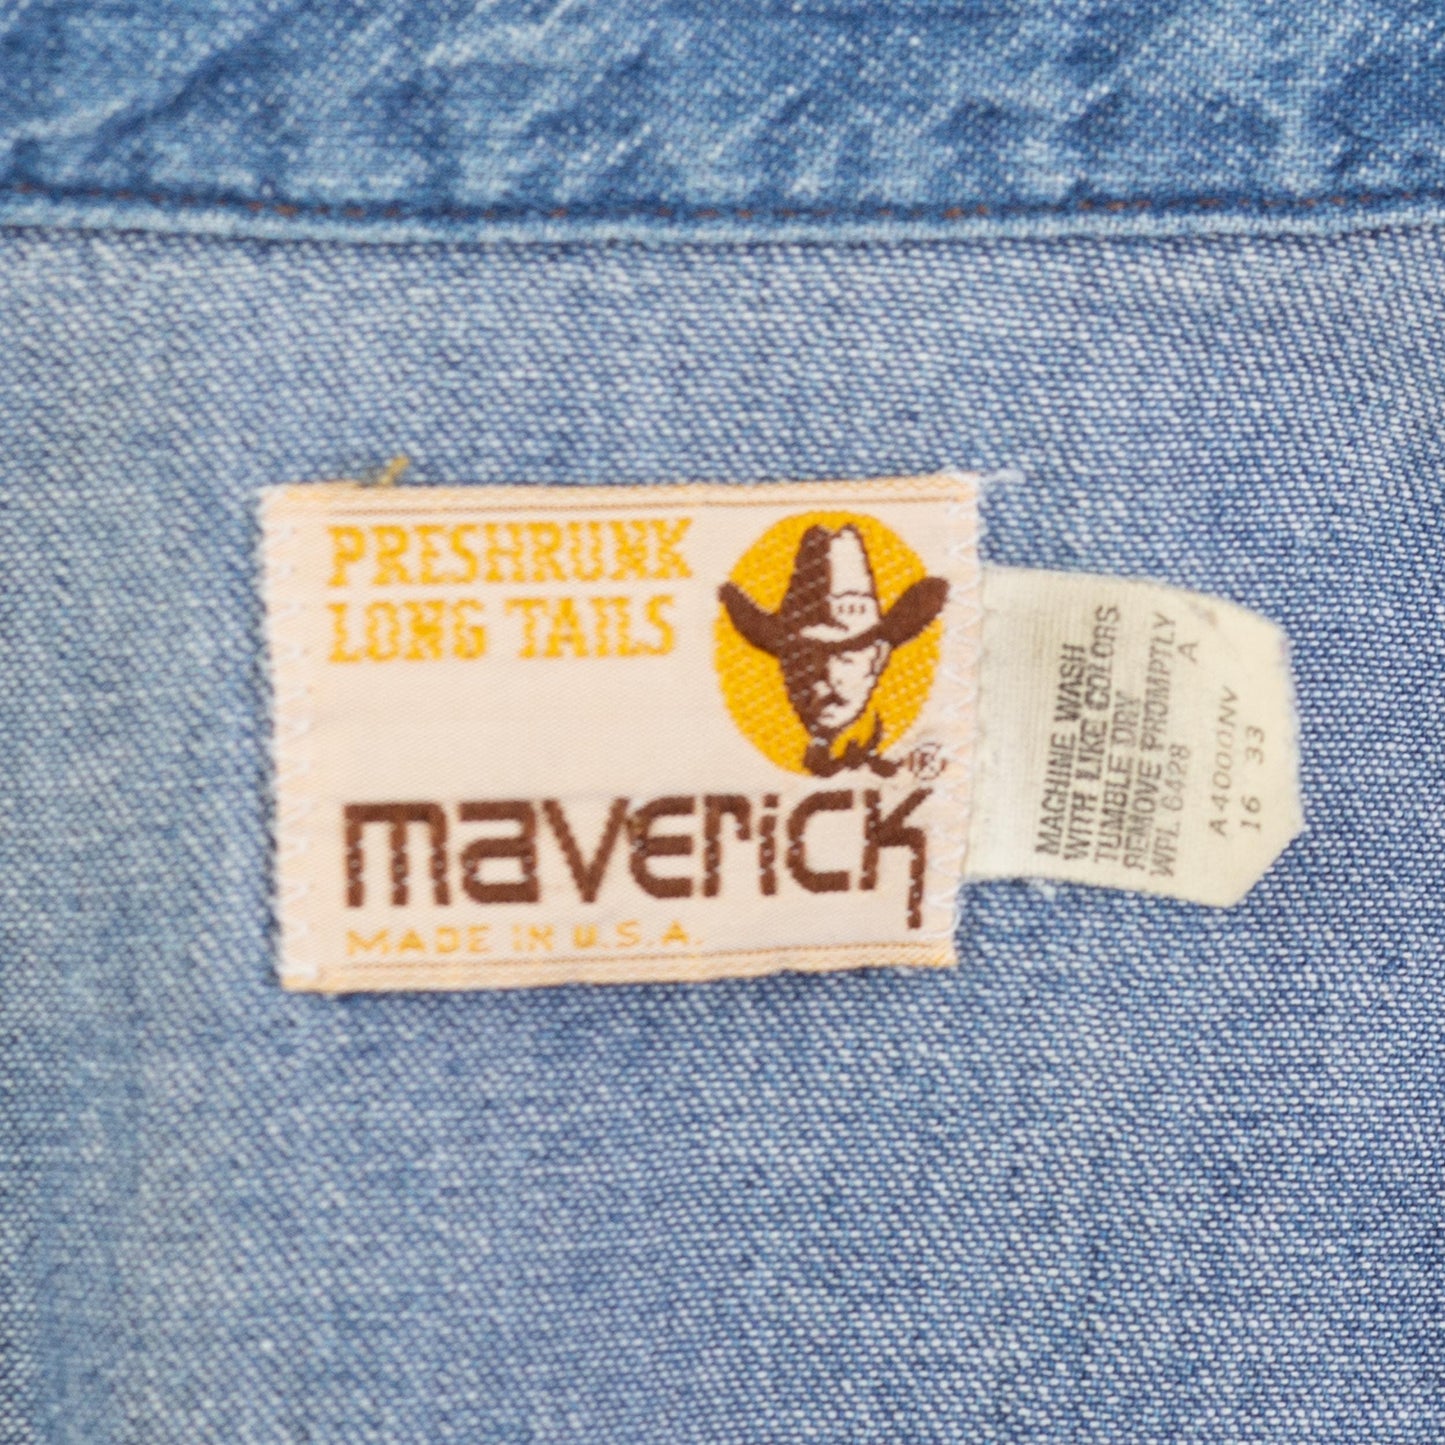 PRESHRUNK
LONG TAILS
®
maverick
MADE IN U.S.A.
MACHINE WASH
WITH LIKE COLORS
TUMBLE DRY
REMOVE PROMPTLY
WPL 6428 A
A4000NV
16 33